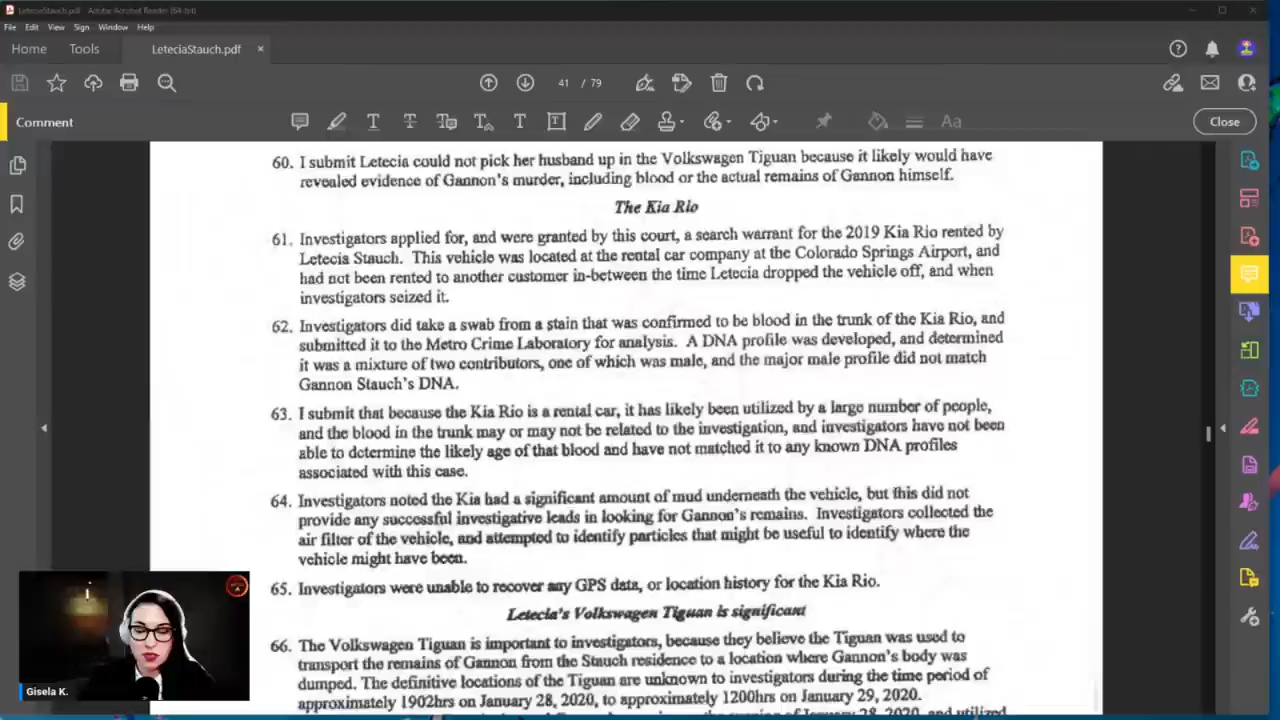 LeteciaStauch.pdf - Adobe Acrobat Reader (64-bit)
File Edit View Sign Window Help
Home Tools LeteciaStauch.pdf ×
41 / 79
Comment
Aa
Close
60. I submit Letecia could not pick her husband up in the Volkswagen Tiguan because it likely would have
revealed evidence of Gannon's murder, including blood or the actual remains of Gannon himself.
The Kia Rio
61. Investigators applied for, and were granted by this court, a search warrant for the 2019 Kia Rio rented by
Letecia Stauch. This vehicle was located at the rental car company at the Colorado Springs Airport, and
had not been rented to another customer in-between the time Letecia dropped the vehicle off, and when
investigators seized it.
62. Investigators did take a swab from a stain that was confirmed to be blood in the trunk of the Kia Rio, and
submitted it to the Metro Crime Laboratory for analysis. A DNA profile was developed, and determined
it was a mixture of two contributors, one of which was male, and the major male profile did not match
Gannon Stauch's DNA.
63. I submit that because the Kia Rio is a rental car, it has likely been utilized by a large number of people,
and the blood in the trunk may or may not be related to the investigation, and investigators have not been
able to determine the likely age of that blood and have not matched it to any known DNA profiles
associated with this case.
64. Investigators noted the Kia had a significant amount of mud underneath the vehicle, but this did not
provide any successful investigative leads in looking for Gannon's remains. Investigators collected the
air filter of the vehicle, and attempted to identify particles that might be useful to identify where the
vehicle might have been.
65. Investigators were unable to recover any GPS data, or location history for the Kia Rio.
Letecia's Volkswagen Tiguan is significant
66. The Volkswagen Tiguan is important to investigators, because they believe the Tiguan was used to
transport the remains of Gannon from the Stauch residence to a location where Gannon's body was
dumped. The definitive locations of the Tiguan are unknown to investigators during the time period of
approximately 1902hrs on January 28, 2020, to approximately 1200hrs on January 29, 2020.
Gisela K.